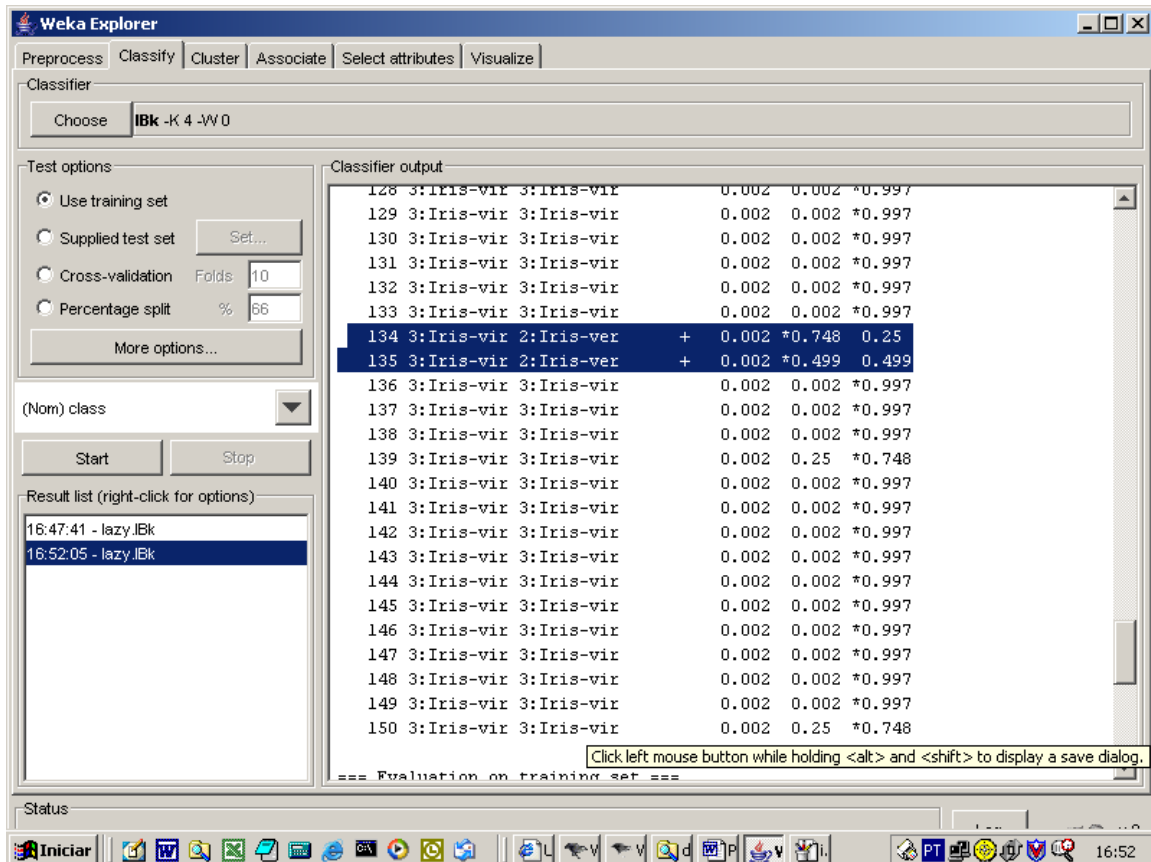 Weka Explorer
Preprocess Classify Cluster Associate Select attributes Visualize
Classifier
Choose IBk -K 4 -W 0
Test options
Use training set
Supplied test set Set...
Cross-validation Folds 10
Percentage split % 66
More options...
(Nom) class
Start Stop
Result list (right-click for options)
16:47:41 - lazy.IBk
16:52:05 - lazy.IBk
Classifier output
128 3:Iris-vir 3:Iris-vir 0.002 0.002 *0.997
129 3:Iris-vir 3:Iris-vir 0.002 0.002 *0.997
130 3:Iris-vir 3:Iris-vir 0.002 0.002 *0.997
131 3:Iris-vir 3:Iris-vir 0.002 0.002 *0.997
132 3:Iris-vir 3:Iris-vir 0.002 0.002 *0.997
133 3:Iris-vir 3:Iris-vir 0.002 0.002 *0.997
134 3:Iris-vir 2:Iris-ver + 0.002 *0.748 0.25
135 3:Iris-vir 2:Iris-ver + 0.002 *0.499 0.499
136 3:Iris-vir 3:Iris-vir 0.002 0.002 *0.997
137 3:Iris-vir 3:Iris-vir 0.002 0.002 *0.997
138 3:Iris-vir 3:Iris-vir 0.002 0.002 *0.997
139 3:Iris-vir 3:Iris-vir 0.002 0.25 *0.748
140 3:Iris-vir 3:Iris-vir 0.002 0.002 *0.997
141 3:Iris-vir 3:Iris-vir 0.002 0.002 *0.997
142 3:Iris-vir 3:Iris-vir 0.002 0.002 *0.997
143 3:Iris-vir 3:Iris-vir 0.002 0.002 *0.997
144 3:Iris-vir 3:Iris-vir 0.002 0.002 *0.997
145 3:Iris-vir 3:Iris-vir 0.002 0.002 *0.997
146 3:Iris-vir 3:Iris-vir 0.002 0.002 *0.997
147 3:Iris-vir 3:Iris-vir 0.002 0.002 *0.997
148 3:Iris-vir 3:Iris-vir 0.002 0.002 *0.997
149 3:Iris-vir 3:Iris-vir 0.002 0.002 *0.997
150 3:Iris-vir 3:Iris-vir 0.002 0.25 *0.748
Click left mouse button while holding <alt> and <shift> to display a save dialog.
=== Evaluation on training set ===
Status
Iniciar PT 16:52